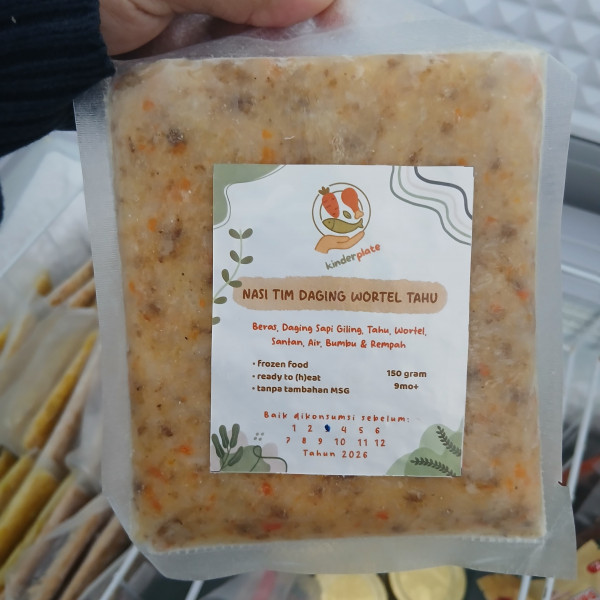 kinderplate
NASI TIM DAGING WORTEL TAHU
Beras, Daging Sapi Giling, Tahu, Wortel,
Santan, Air, Bumbu & Rempah
• frozen food
• ready to (h)eat
• tanpa tambahan MSG
150 gram
9mo+
Baik dikonsumsi sebelum:
1 2 3 4 5 6
7 8 9 10 11 12
Tahun 2026